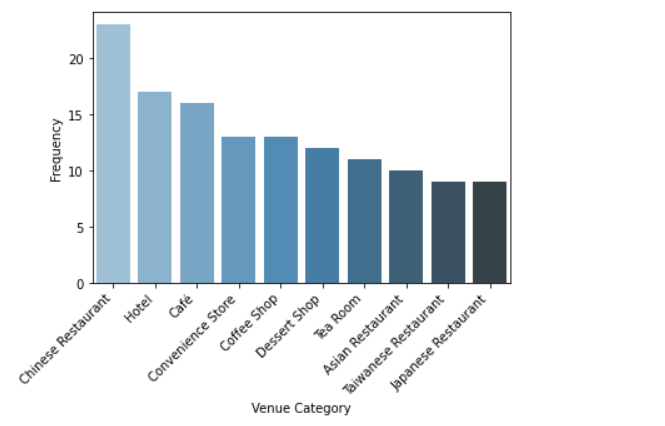 20
15
10
5
0
Frequency
Chinese Restaurant
Hotel
Café
Convenience Store
Coffee Shop
Dessert Shop
Tea Room
Asian Restaurant
Taiwanese Restaurant
Japanese Restaurant
Venue Category